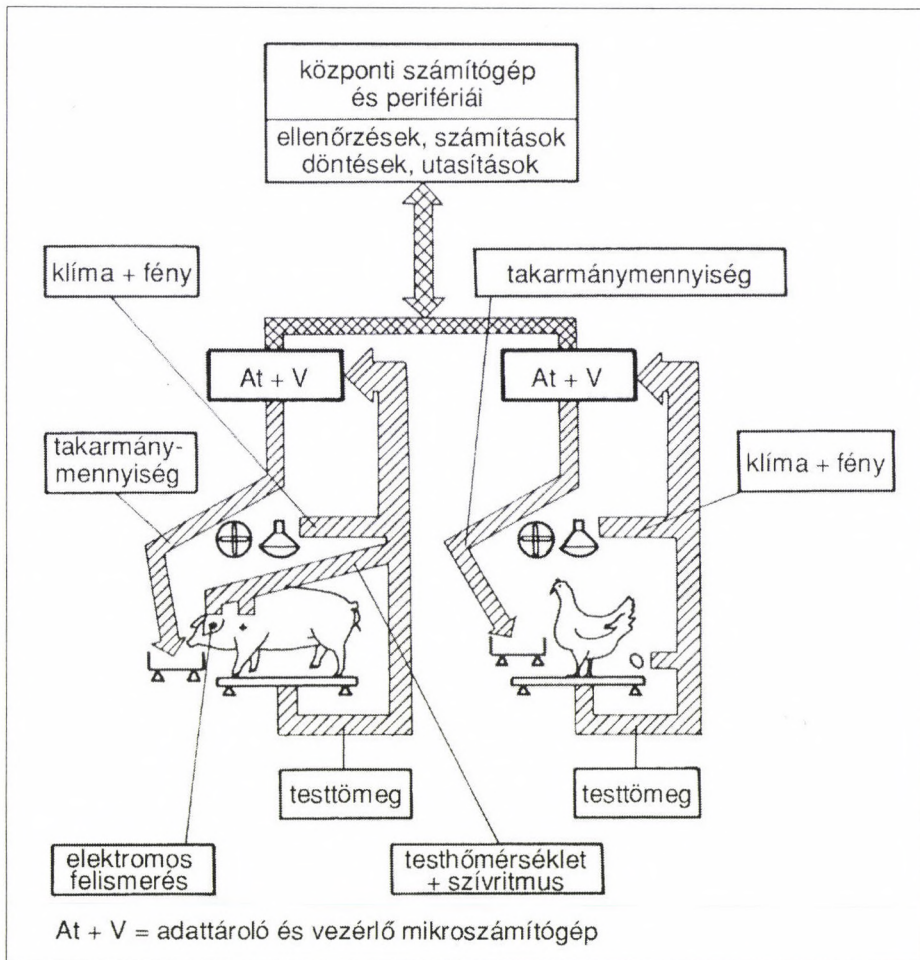 központi számítógép
és perifériái
ellenőrzések, számítások
döntések, utasítások
klíma + fény
takarmánymennyiség
At + V
At + V
takarmány-
mennyiség
klíma + fény
testtömeg
testtömeg
elektromos
felismerés
testhőmérséklet
+ szívritmus
At + V = adattároló és vezérlő mikroszámítógép